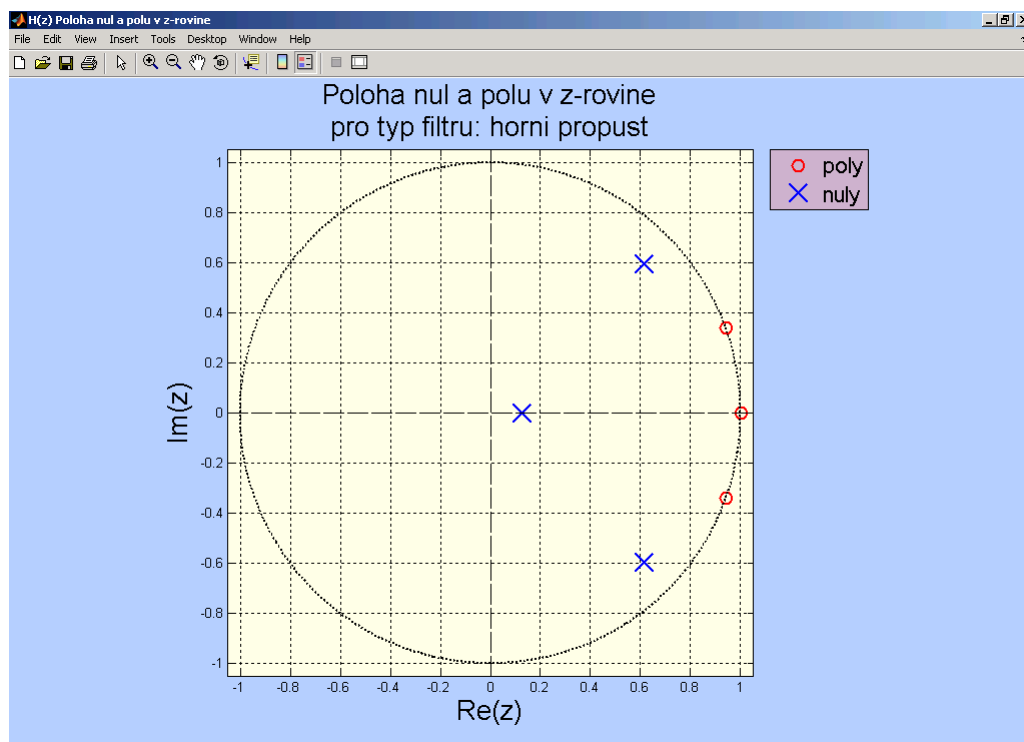 H(z) Poloha nul a polu v z-rovine
File Edit View Insert Tools Desktop Window Help
Poloha nul a polu v z-rovine
pro typ filtru: horni propust
poly
nuly
1
0.8
0.6
0.4
0.2
0
-0.2
-0.4
-0.6
-0.8
-1
Im(z)
-1 -0.8 -0.6 -0.4 -0.2 0 0.2 0.4 0.6 0.8 1
Re(z)